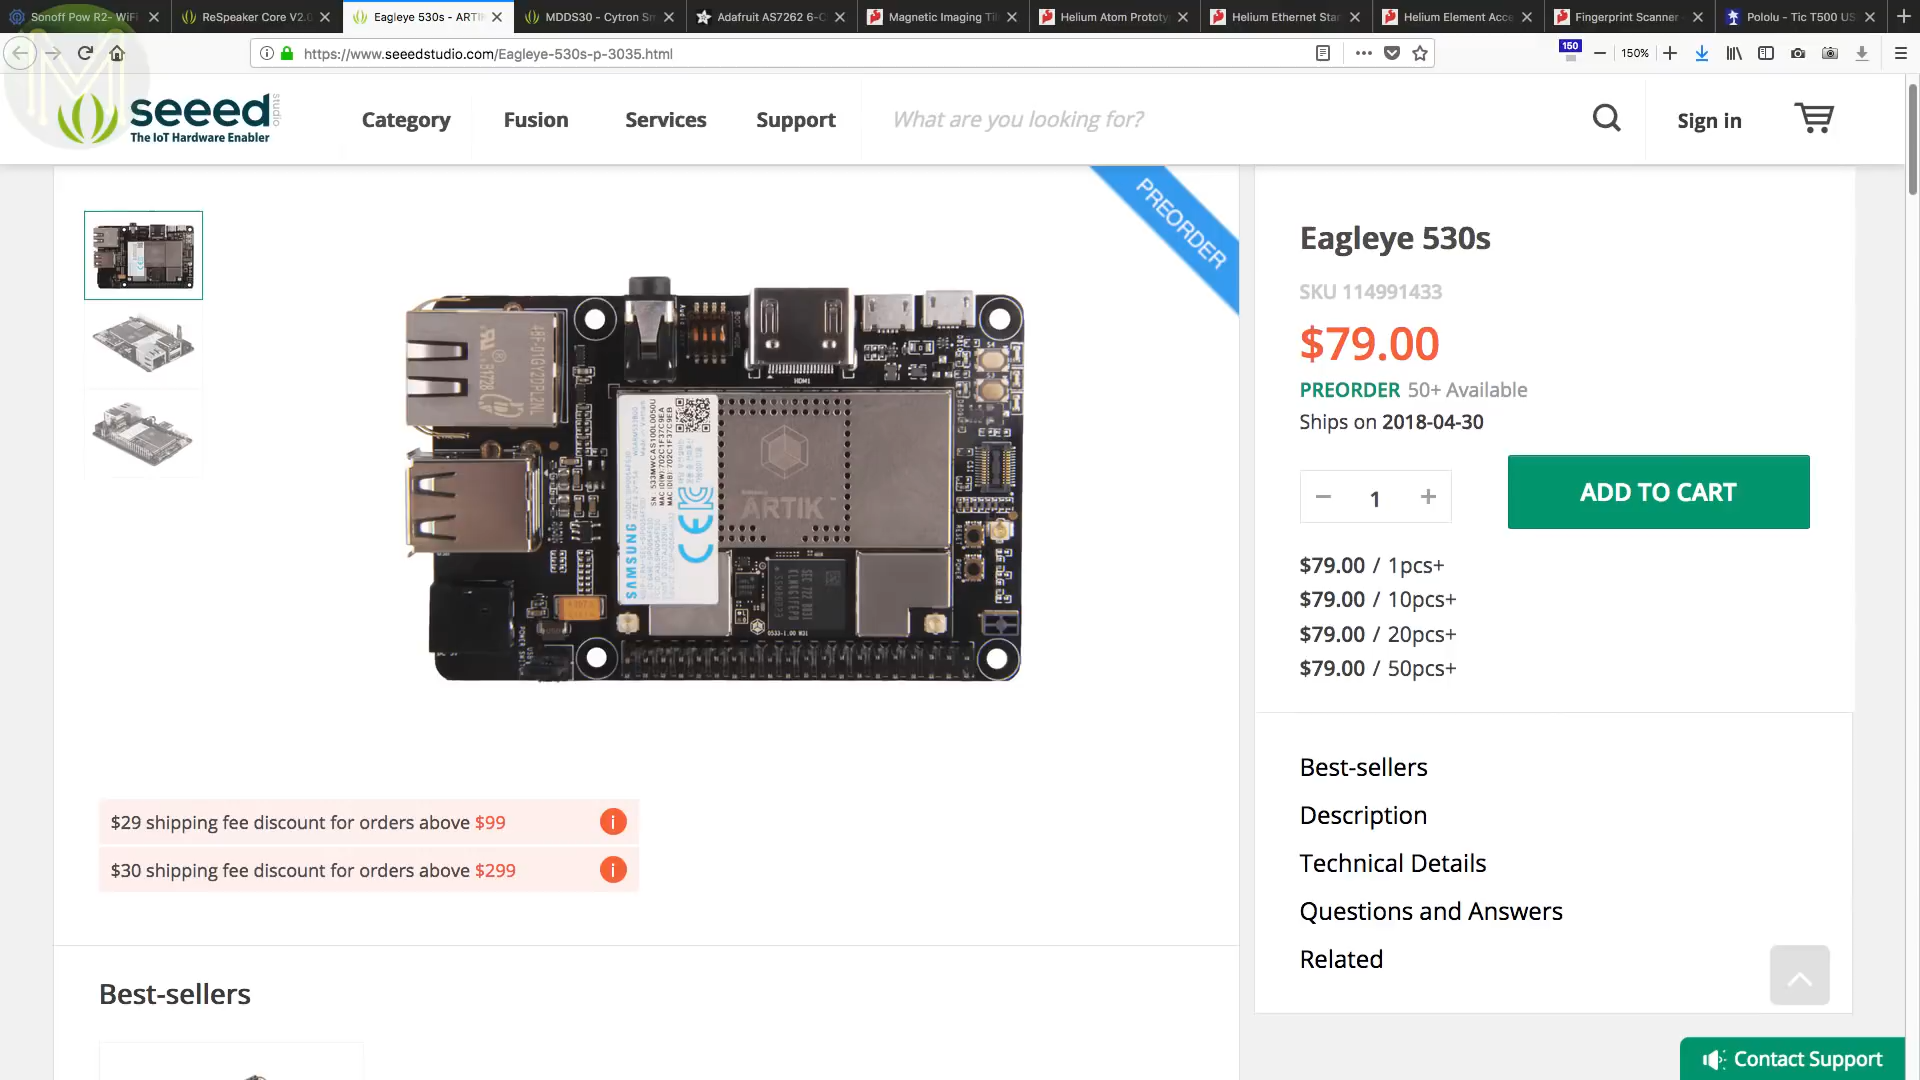 Sonoff Pow R2- WiFi
ReSpeaker Core V2.0
Eagleye 530s - ARTIK
MDDS30 - Cytron Sm
Adafruit AS7262 6-C
Magnetic Imaging Til
Helium Atom Prototy
Helium Ethernet Star
Helium Element Acce
Fingerprint Scanner -
Pololu - Tic T500 US
https://www.seeedstudio.com/Eagleye-530s-p-3035.html
150
150%
seeed
studio
The IoT Hardware Enabler
Category
Fusion
Services
Support
What are you looking for?
Sign in
PREORDER
Eagleye 530s
SKU 114991433
$79.00
PREORDER 50+ Available
Ships on 2018-04-30
− 1 +
ADD TO CART
$79.00 / 1pcs+
$79.00 / 10pcs+
$79.00 / 20pcs+
$79.00 / 50pcs+
HDMI1
SAMSUNG
ARTIK
RESET
POWER
$29 shipping fee discount for orders above $99
i
$30 shipping fee discount for orders above $299
i
Best-sellers
Description
Technical Details
Questions and Answers
Related
Best-sellers
Contact Support